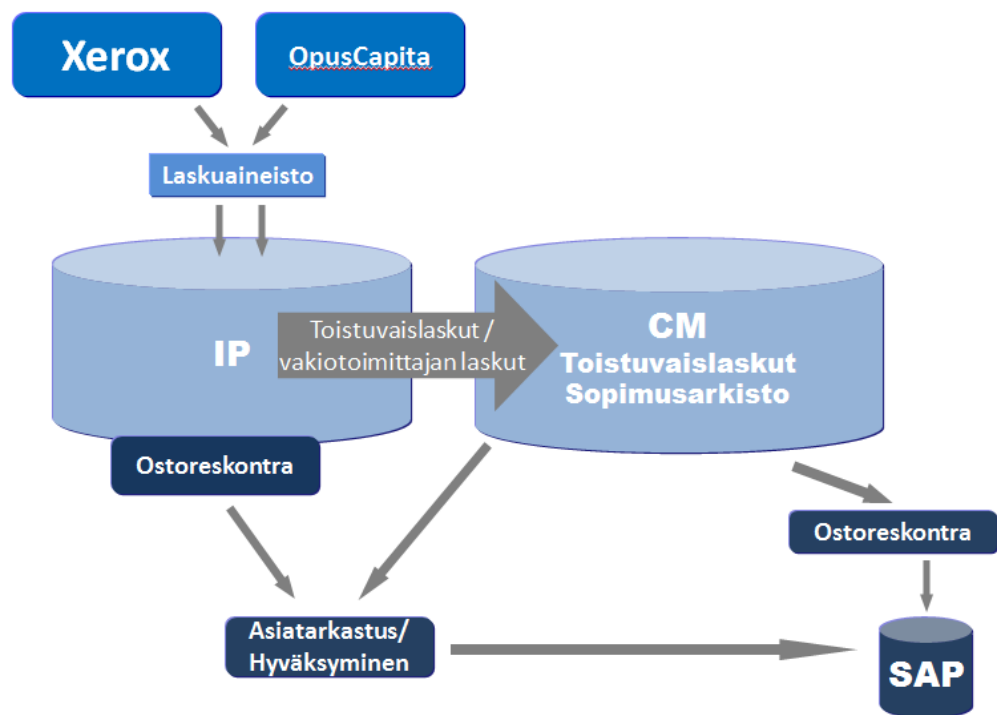 Xerox
OpusCapita
Laskuaineisto
IP
Toistuvaislaskut /
vakiotoimittajan laskut
CM
Toistuvaislaskut
Sopimusarkisto
Ostoreskontra
Ostoreskontra
Asiatarkastus/
Hyväksyminen
SAP